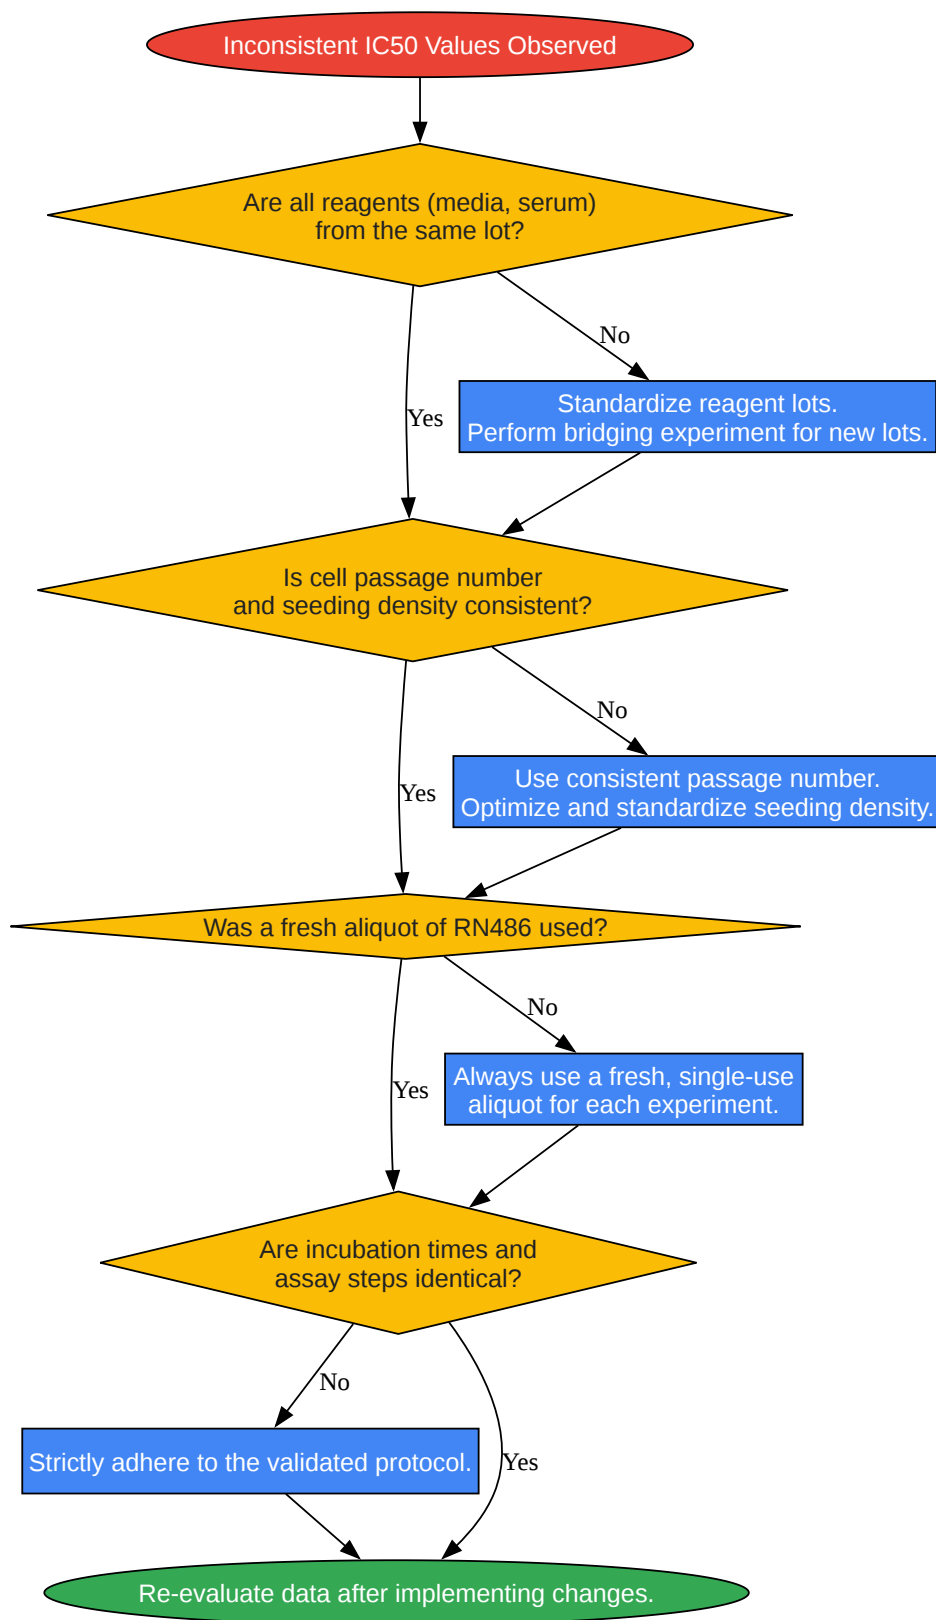 Inconsistent IC50 Values Observed
Are all reagents (media, serum)
from the same lot?
No
Yes
Standardize reagent lots.
Perform bridging experiment for new lots.
Is cell passage number
and seeding density consistent?
No
Yes
Use consistent passage number.
Optimize and standardize seeding density.
Was a fresh aliquot of RN486 used?
No
Yes
Always use a fresh, single-use
aliquot for each experiment.
Are incubation times and
assay steps identical?
No
Yes
Strictly adhere to the validated protocol.
Re-evaluate data after implementing changes.